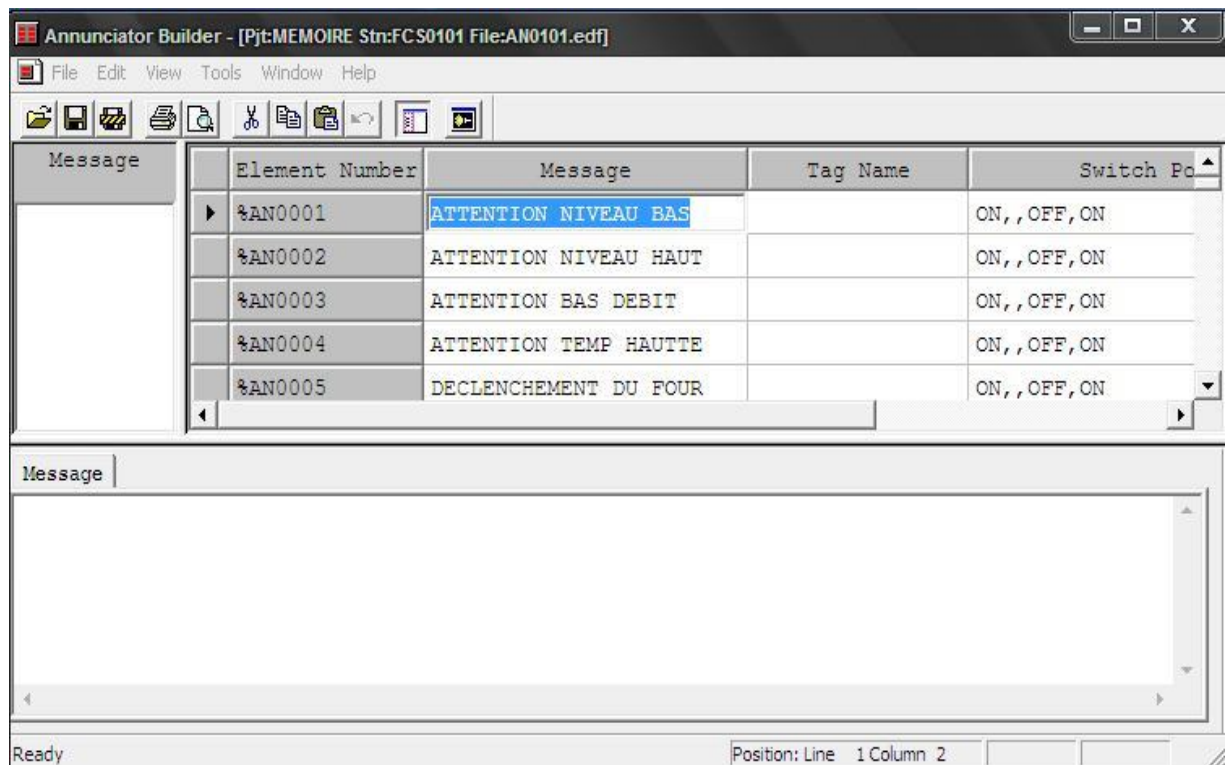 Annunciator Builder - [Pjt:MEMOIRE Stn:FCS0101 File:AN0101.edf]
File Edit View Tools Window Help
Message
Element Number Message Tag Name Switch Po
%AN0001 ATTENTION NIVEAU BAS ON,,OFF,ON
%AN0002 ATTENTION NIVEAU HAUT ON,,OFF,ON
%AN0003 ATTENTION BAS DEBIT ON,,OFF,ON
%AN0004 ATTENTION TEMP HAUTTE ON,,OFF,ON
%AN0005 DECLENCHEMENT DU FOUR ON,,OFF,ON
Message
Ready Position: Line 1 Column 2